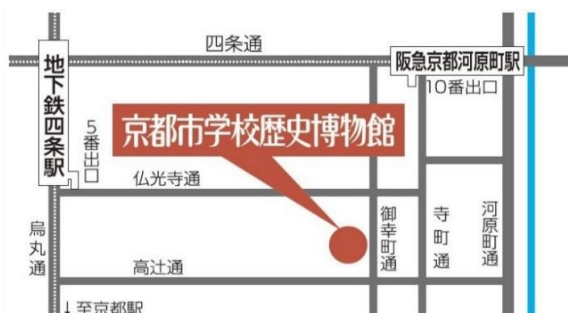 四条通
地下鉄四条駅
阪急京都河原町駅
10番出口
5番出口
京都市学校歴史博物館
仏光寺通
御幸町通
寺町通
河原町通
烏丸通
高辻通
↓至京都駅